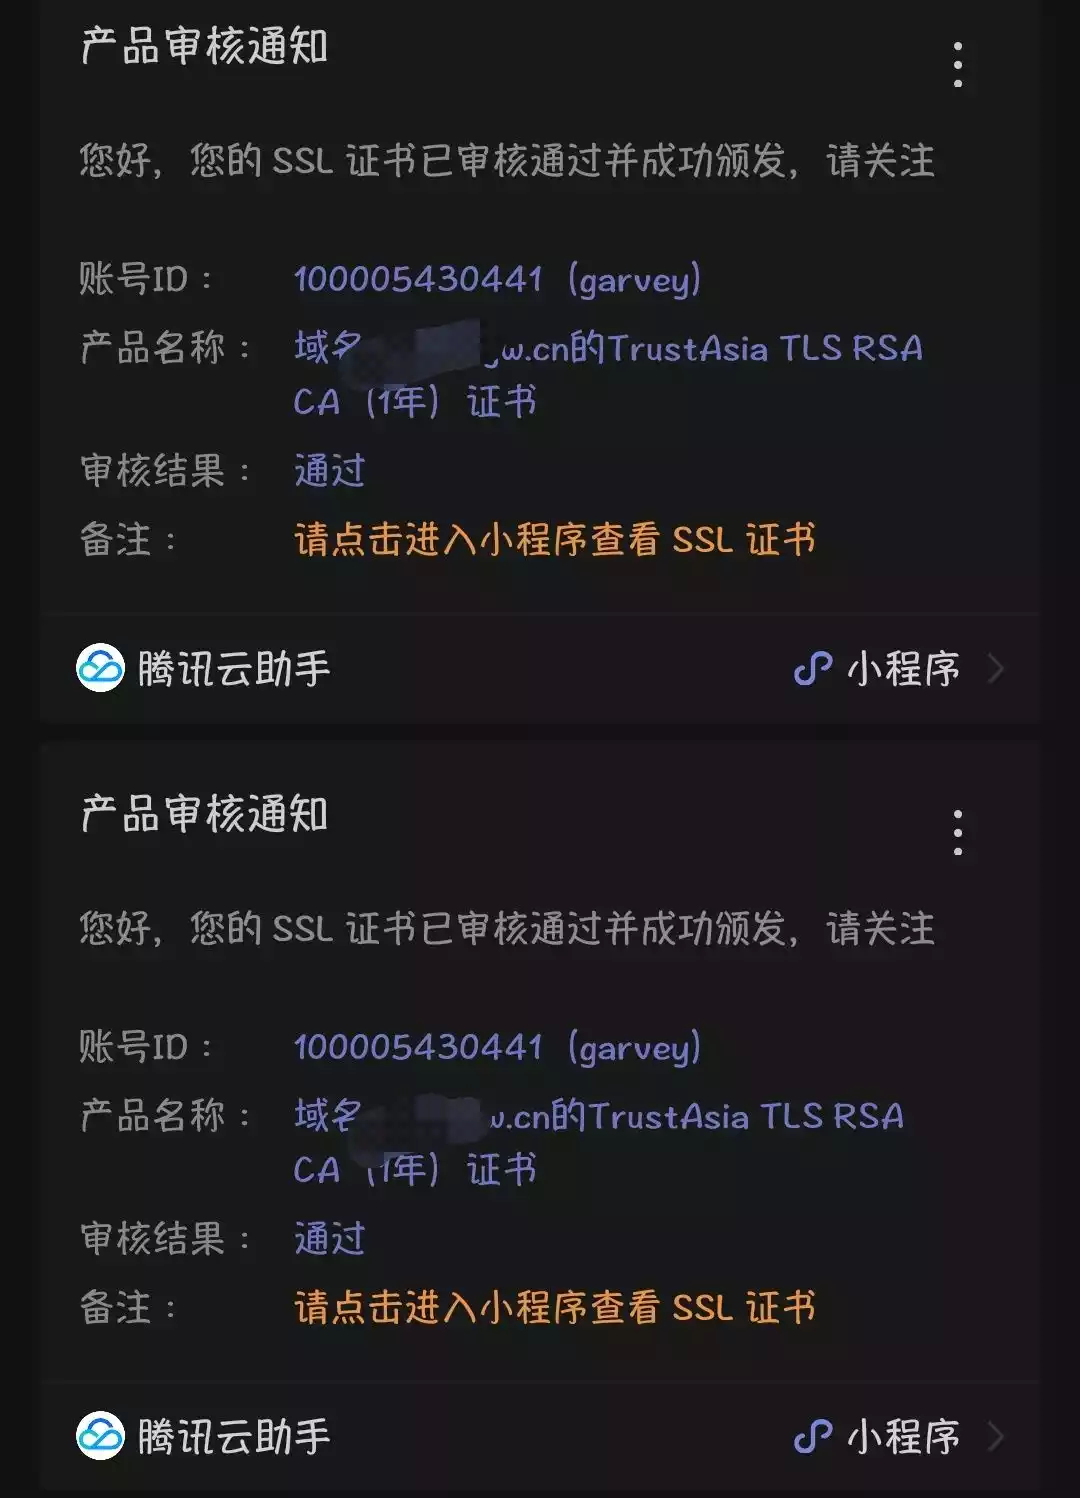 产品审核通知
您好，您的 SSL 证书已审核通过并成功颁发，请关注
账号ID： 100005430441（garvey）
产品名称： 域名 w.cn的TrustAsia TLS RSA
CA（1年）证书
审核结果： 通过
备注： 请点击进入小程序查看 SSL 证书
腾讯云助手 小程序
产品审核通知
您好，您的 SSL 证书已审核通过并成功颁发，请关注
账号ID： 100005430441（garvey）
产品名称： 域名 .cn的TrustAsia TLS RSA
CA（1年）证书
审核结果： 通过
备注： 请点击进入小程序查看 SSL 证书
腾讯云助手 小程序